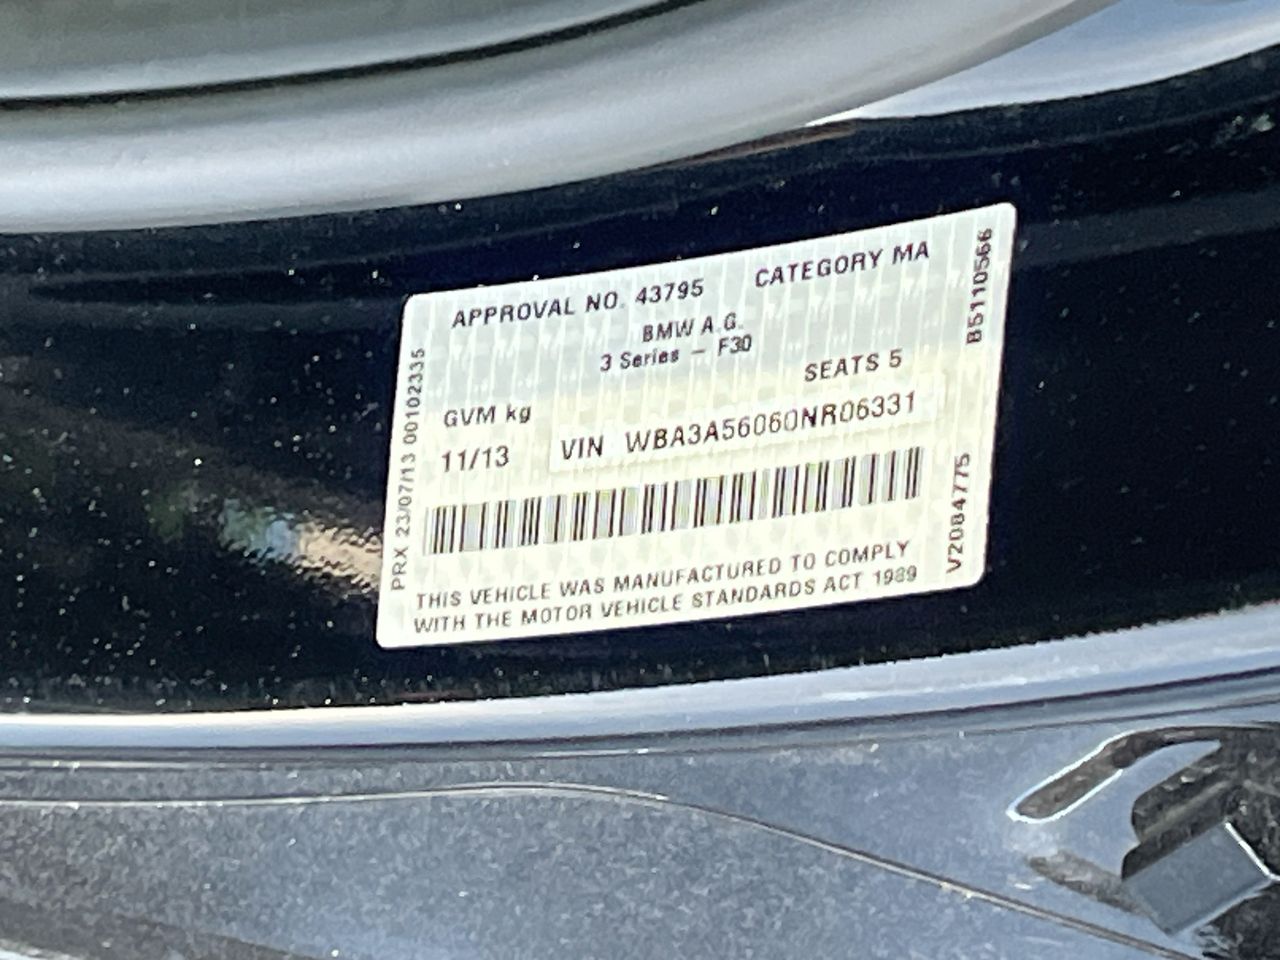 APPROVAL NO. 43795 CATEGORY MA
BMW A.G.
3 Series - F30
SEATS 5
GVM kg
11/13 VIN WBA3A56060NR06331
THIS VEHICLE WAS MANUFACTURED TO COMPLY
WITH THE MOTOR VEHICLE STANDARDS ACT 1989
PRX 23/07/13 00102335
V2084775 B5110566